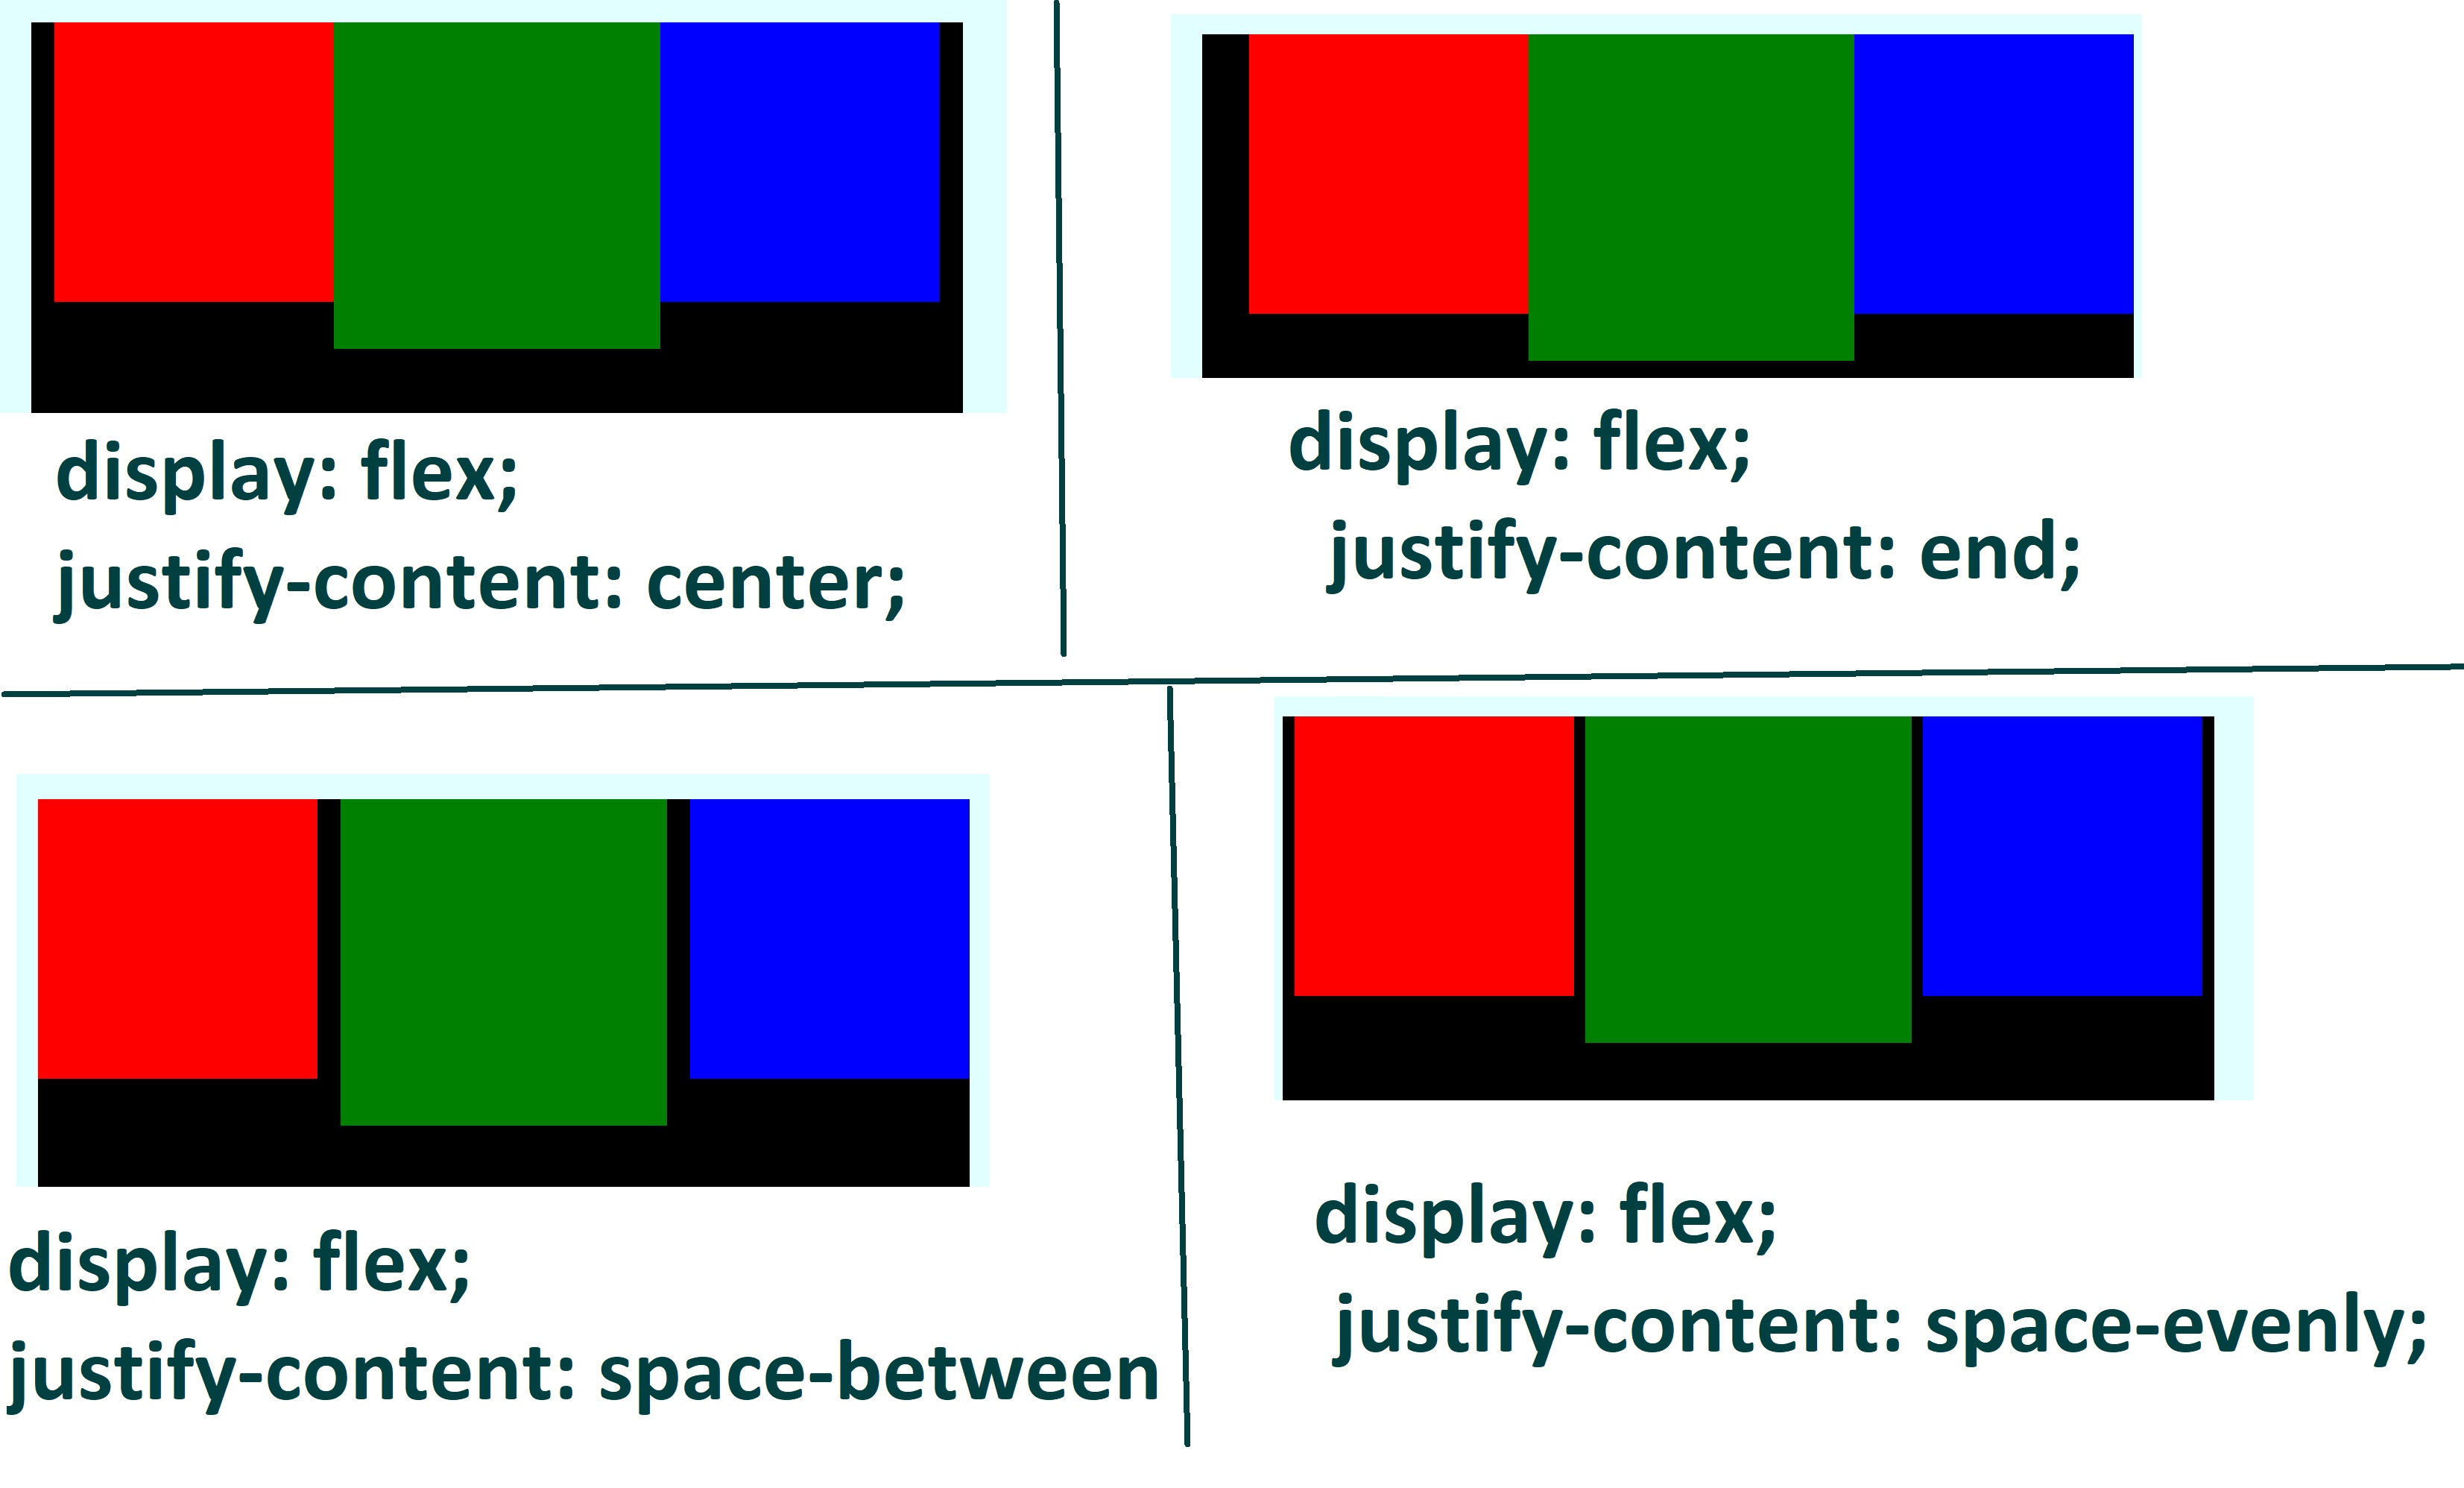 display: flex;
justify-content: center;
display: flex;
justify-content: end;
display: flex;
justify-content: space-between
display: flex;
justify-content: space-evenly;